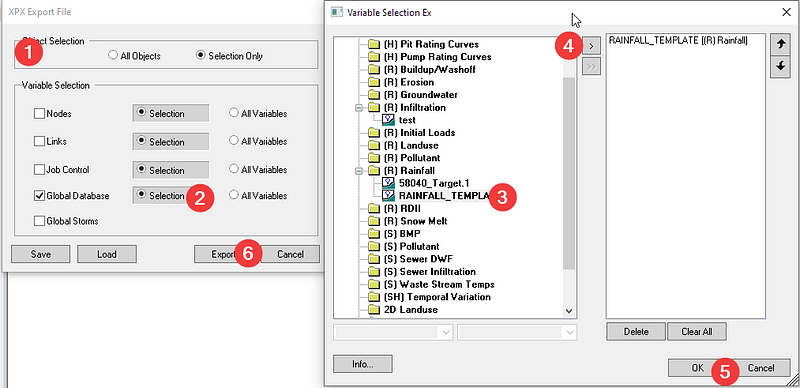 XPX Export File
Object Selection
1
All Objects
Selection Only
Variable Selection
Nodes
Selection
All Variables
Links
Selection
All Variables
Job Control
Selection
All Variables
Global Database
Selection
2
All Variables
Global Storms
Save
Load
Export
6
Cancel
Variable Selection Ex
(H) Pit Rating Curves
(H) Pump Rating Curves
(R) Buildup/Washoff
(R) Erosion
(R) Groundwater
(R) Infiltration
test
(R) Initial Loads
(R) Landuse
(R) Pollutant
(R) Rainfall
58040_Target.1
RAINFALL_TEMPLA
3
(R) RDII
(R) Snow Melt
(S) BMP
(S) Pollutant
(S) Sewer DWF
(S) Sewer Infiltration
(S) Waste Stream Temps
(SH) Temporal Variation
2D Landuse
4
>
>>
RAINFALL_TEMPLATE [(R) Rainfall]
Delete
Clear All
Info...
OK
5
Cancel